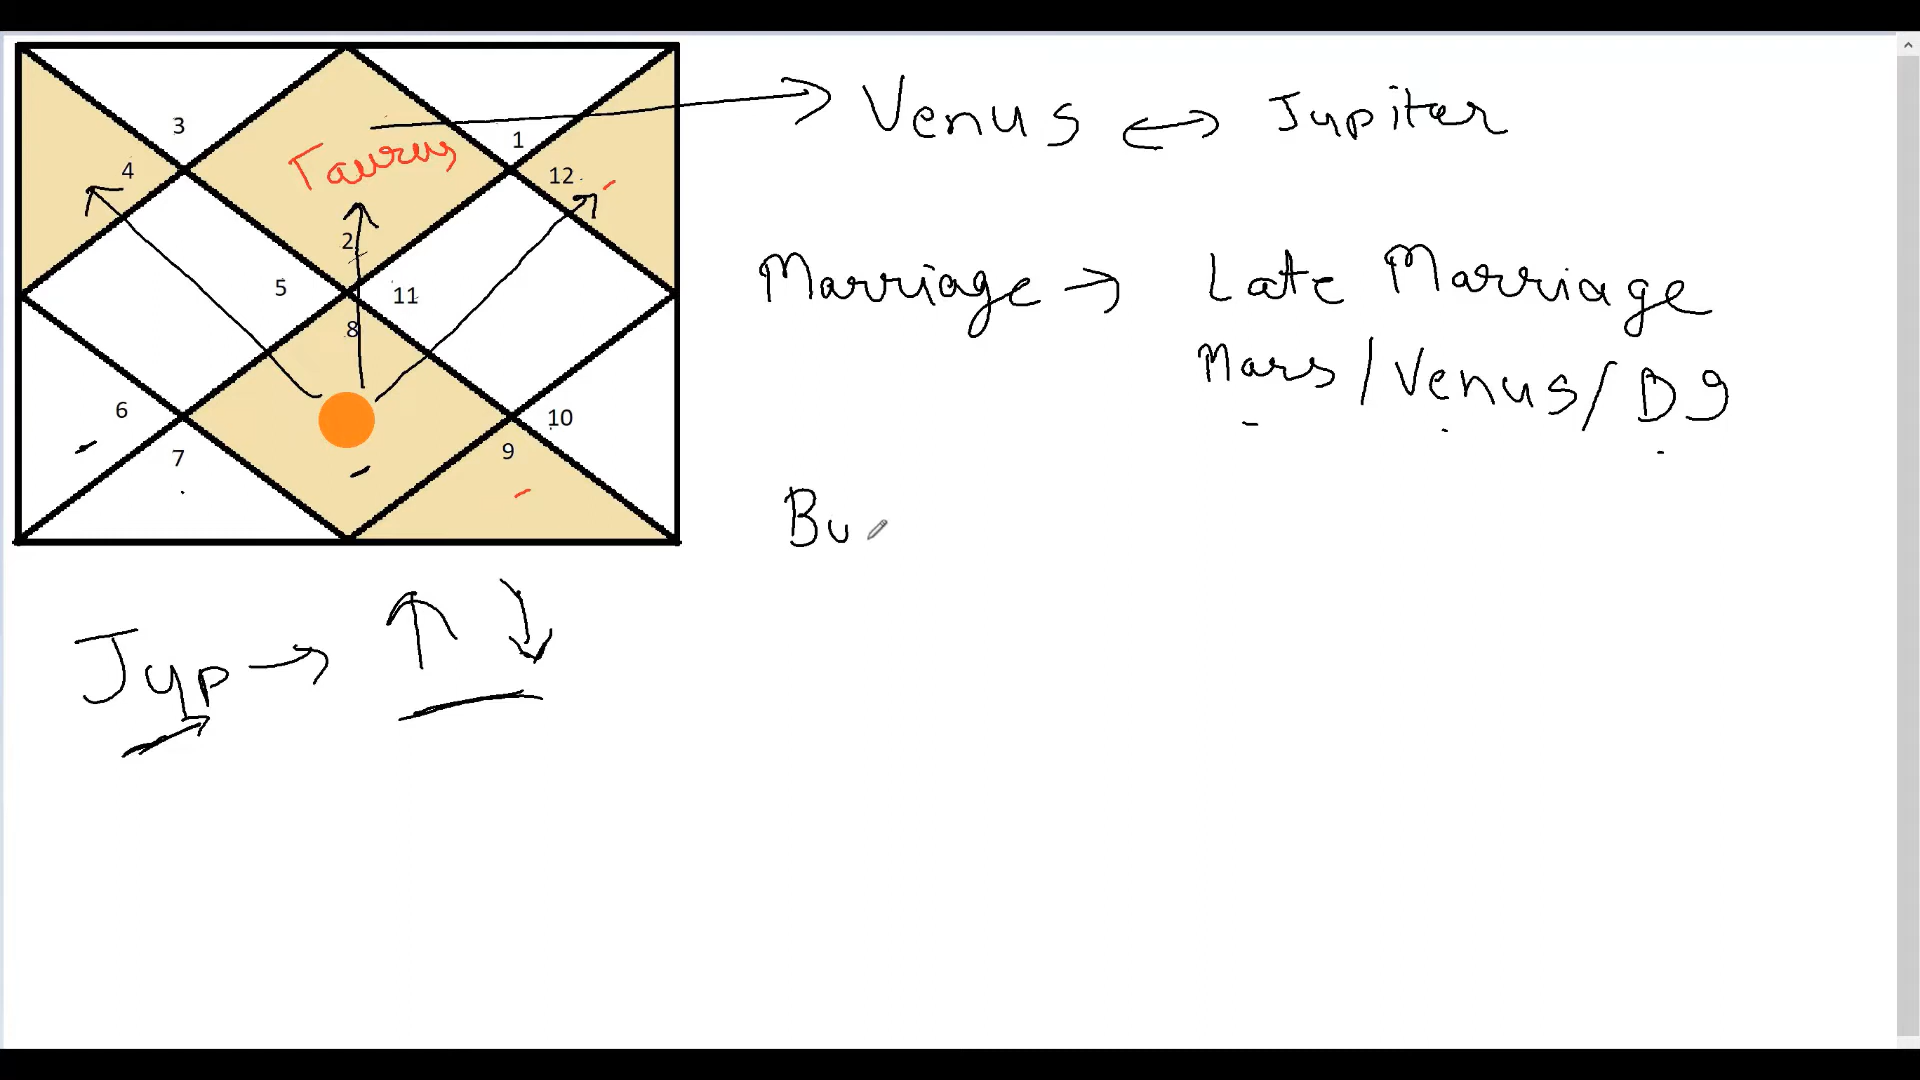 3
1
4
12
Taurus
2
5
11
8
6
10
7
9
Venus ↔ Jupiter
Marriage → Late Marriage
Mars / Venus / D9
Bu
Jup → ↑ ↓